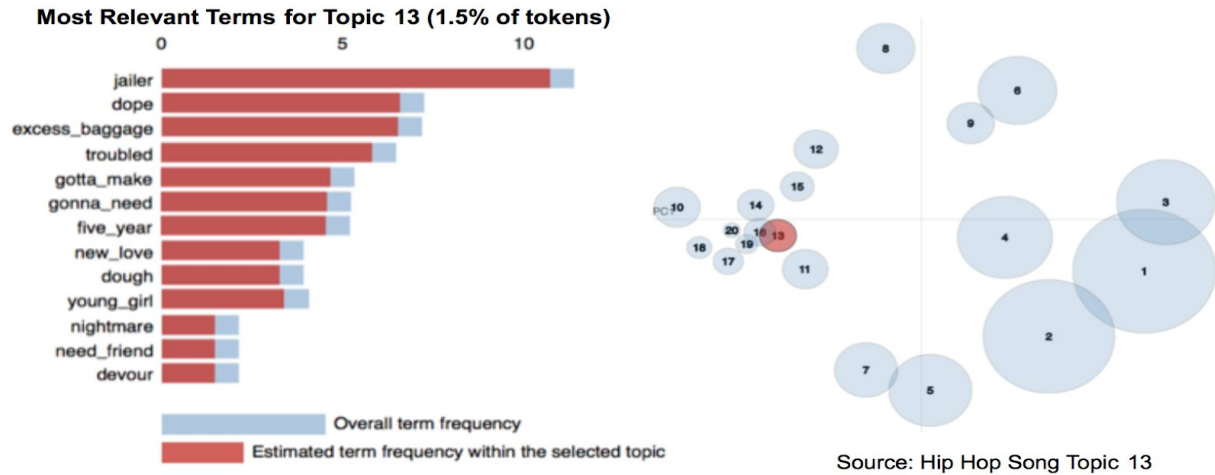 Most Relevant Terms for Topic 13 (1.5% of tokens)
0 5 10
jailer
dope
excess_baggage
troubled
gotta_make
gonna_need
five_year
new_love
dough
young_girl
nightmare
need_friend
devour
Overall term frequency
Estimated term frequency within the selected topic
8
6
9
12
15
3
PC1
10
14
20
16
13
4
18
19
17
11
1
2
7
5
Source: Hip Hop Song Topic 13